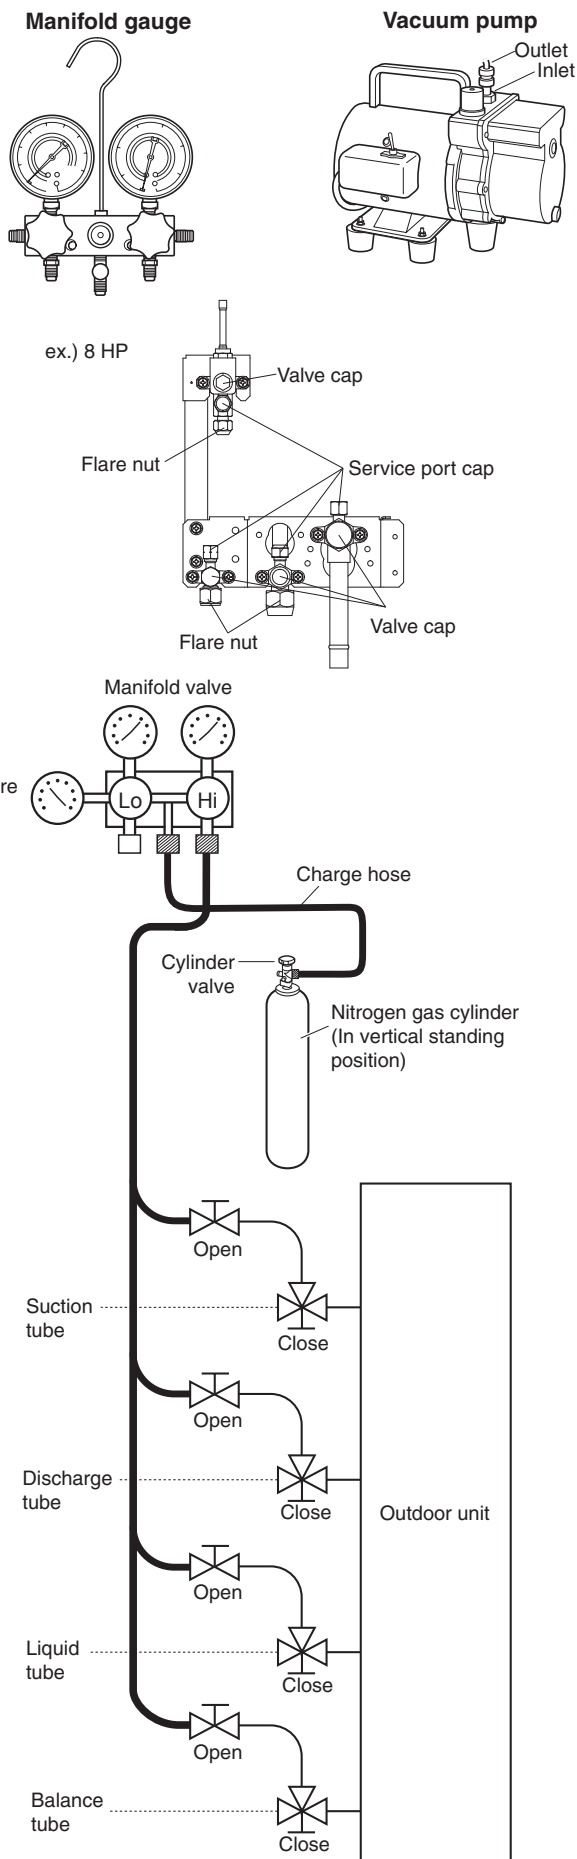 Manifold gauge
Vacuum pump
Outlet
Inlet
ex.) 8 HP
Valve cap
Flare nut
Service port cap
Flare nut
Valve cap
Manifold valve
re
Lo
Hi
Charge hose
Cylinder
valve
Nitrogen gas cylinder
(In vertical standing
position)
Open
Suction
tube
Close
Open
Discharge
tube
Close
Outdoor unit
Open
Liquid
tube
Close
Open
Balance
tube
Close